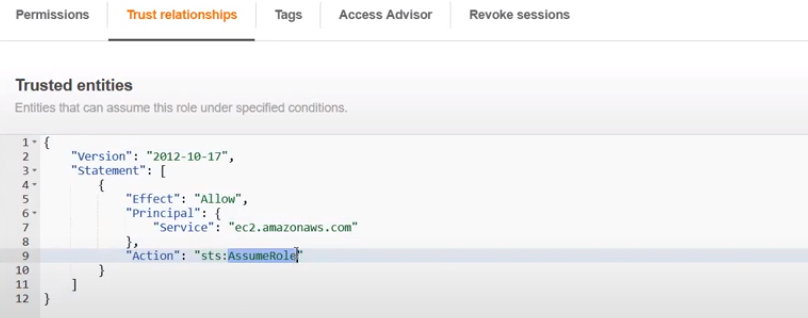 Permissions
Trust relationships
Tags
Access Advisor
Revoke sessions
Trusted entities
Entities that can assume this role under specified conditions.
1 {
2 "Version": "2012-10-17",
3 "Statement": [
4 {
5 "Effect": "Allow",
6 "Principal": {
7 "Service": "ec2.amazonaws.com"
8 },
9 "Action": "sts:AssumeRole"
10 }
11 ]
12 }